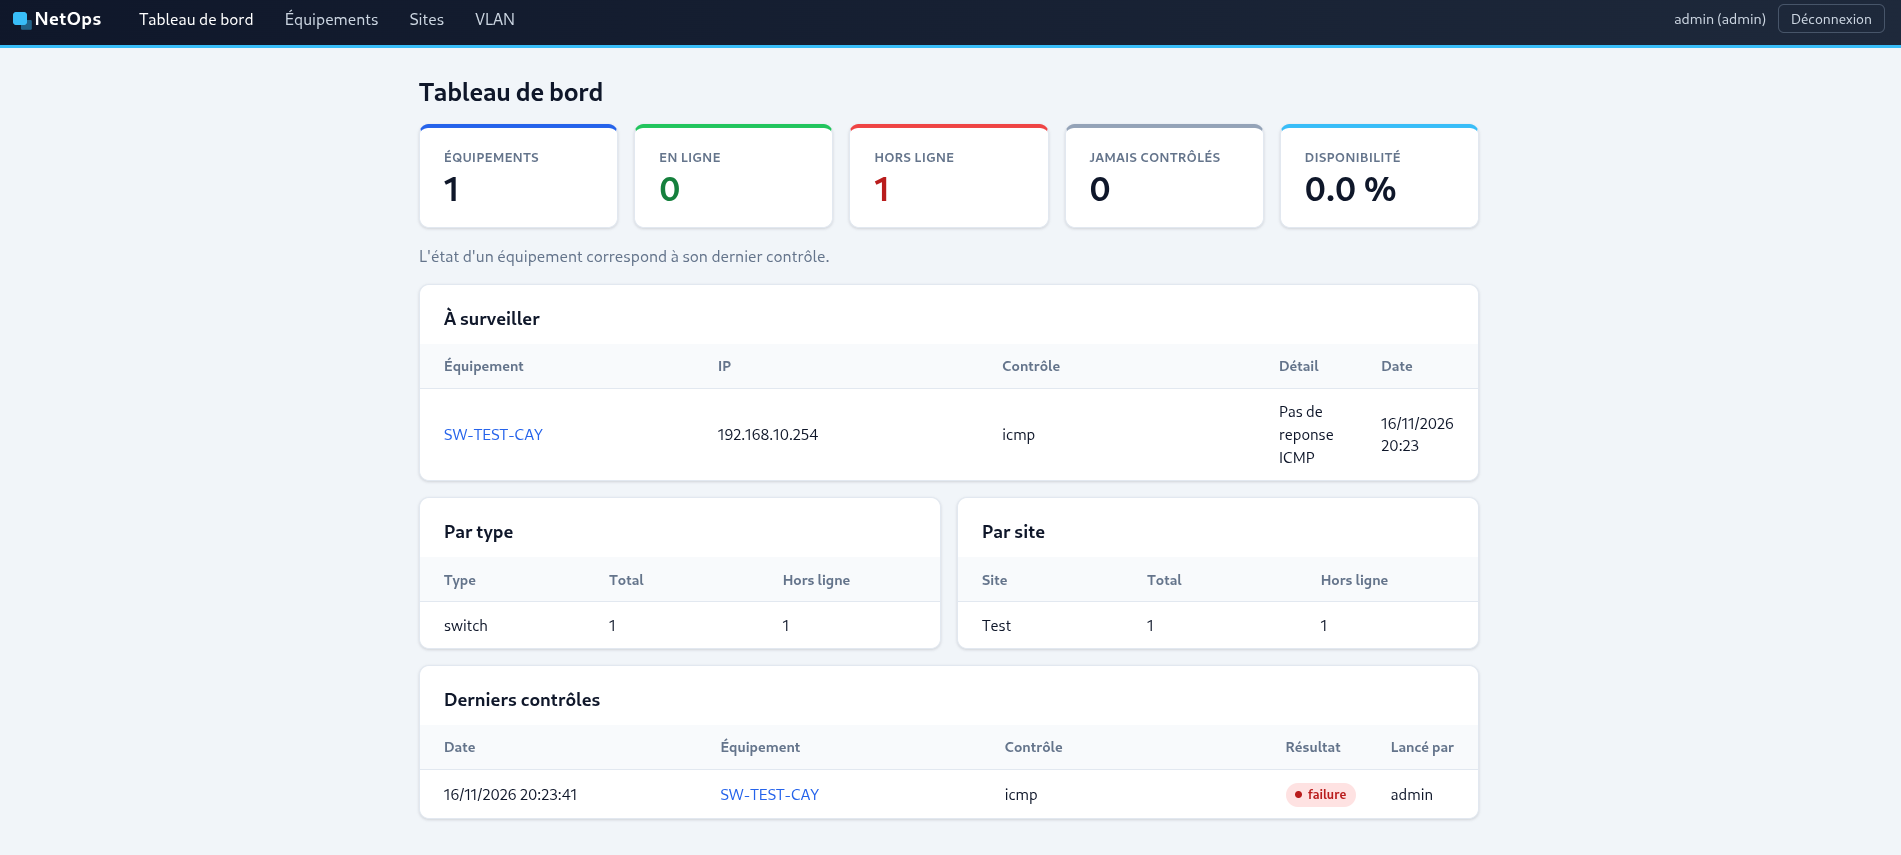 NetOps Tableau de bord Équipements Sites VLAN admin (admin) Déconnexion
Tableau de bord
ÉQUIPEMENTS EN LIGNE HORS LIGNE JAMAIS CONTRÔLÉS DISPONIBILITÉ
1 0 1 0 0.0 %
L'état d'un équipement correspond à son dernier contrôle.
À surveiller
Équipement IP Contrôle Détail Date
SW-TEST-CAY 192.168.10.254 icmp Pas de reponse ICMP 16/11/2026 20:23
Par type
Type Total Hors ligne
switch 1 1
Par site
Site Total Hors ligne
Test 1 1
Derniers contrôles
Date Équipement Contrôle Résultat Lancé par
16/11/2026 20:23:41 SW-TEST-CAY icmp failure admin